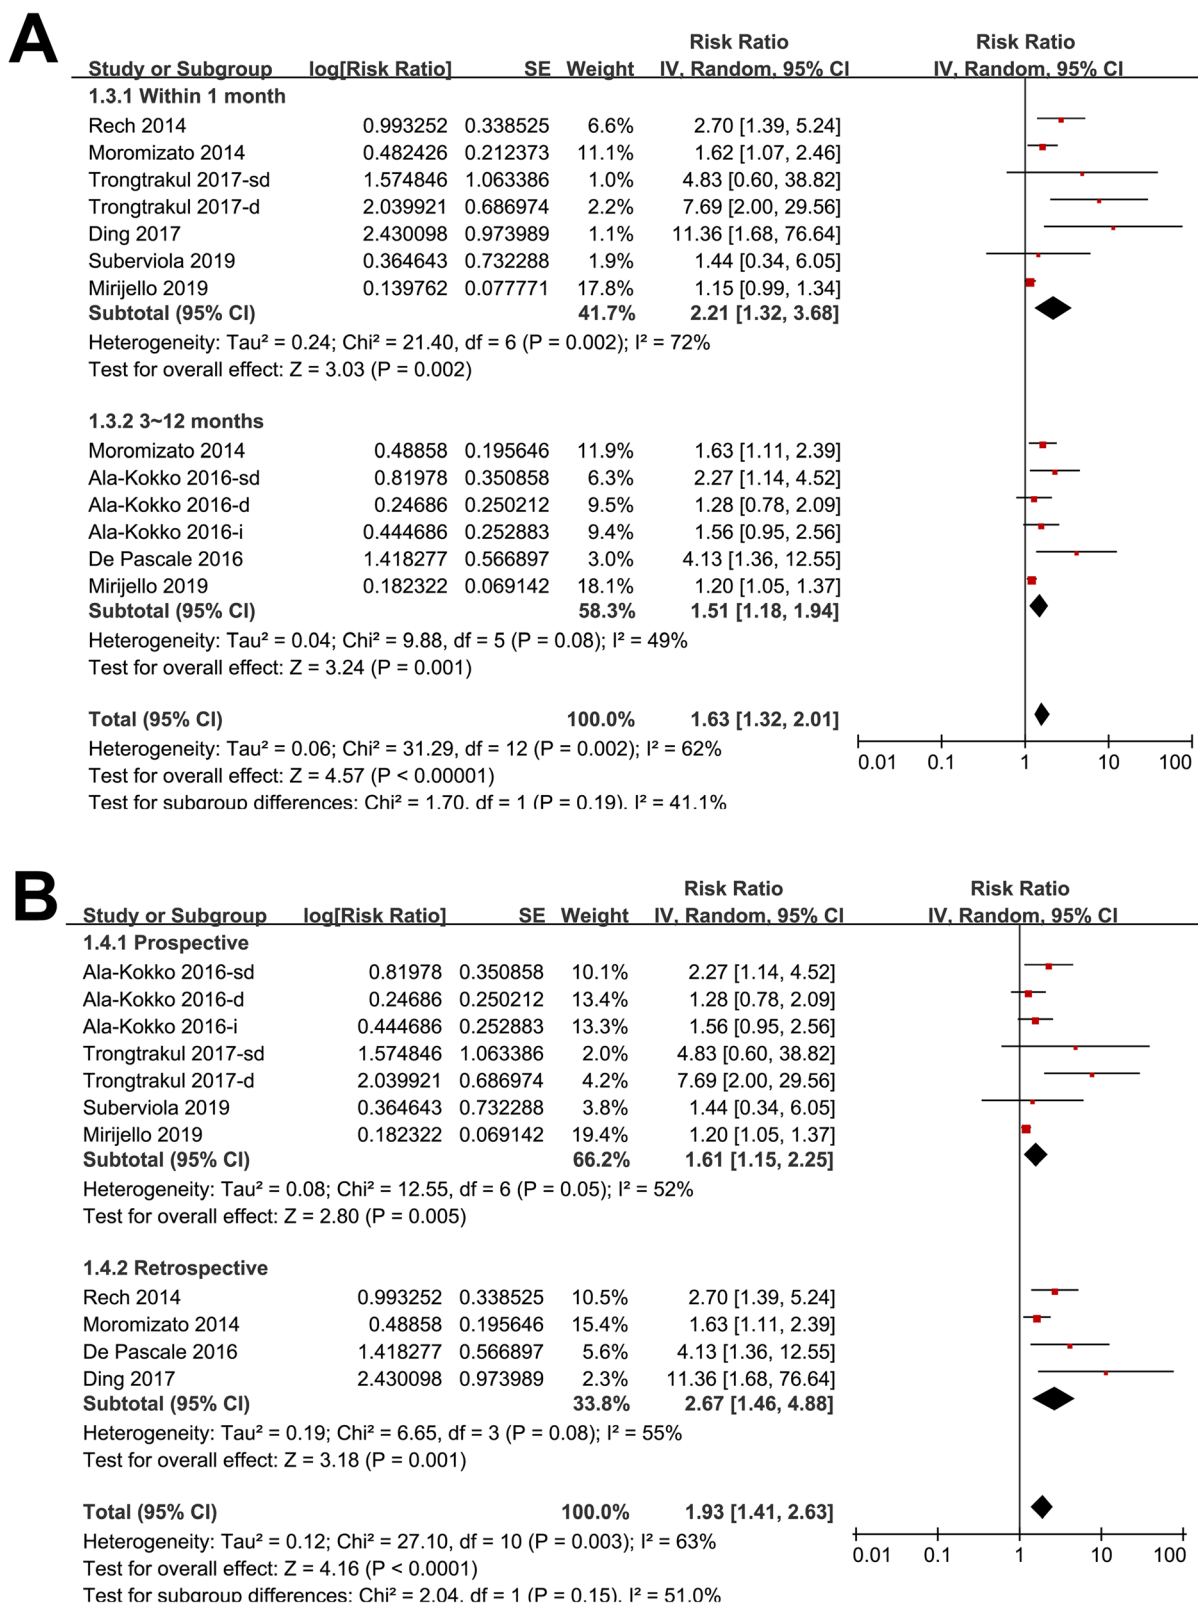 A
Risk Ratio Risk Ratio
Study or Subgroup log[Risk Ratio] SE Weight IV, Random, 95% CI IV, Random, 95% CI
1.3.1 Within 1 month
Rech 2014 0.993252 0.338525 6.6% 2.70 [1.39, 5.24]
Moromizato 2014 0.482426 0.212373 11.1% 1.62 [1.07, 2.46]
Trongtrakul 2017-sd 1.574846 1.063386 1.0% 4.83 [0.60, 38.82]
Trongtrakul 2017-d 2.039921 0.686974 2.2% 7.69 [2.00, 29.56]
Ding 2017 2.430098 0.973989 1.1% 11.36 [1.68, 76.64]
Suberviola 2019 0.364643 0.732288 1.9% 1.44 [0.34, 6.05]
Mirijello 2019 0.139762 0.077771 17.8% 1.15 [0.99, 1.34]
Subtotal (95% CI) 41.7% 2.21 [1.32, 3.68]
Heterogeneity: Tau² = 0.24; Chi² = 21.40, df = 6 (P = 0.002); I² = 72%
Test for overall effect: Z = 3.03 (P = 0.002)
1.3.2 3~12 months
Moromizato 2014 0.48858 0.195646 11.9% 1.63 [1.11, 2.39]
Ala-Kokko 2016-sd 0.81978 0.350858 6.3% 2.27 [1.14, 4.52]
Ala-Kokko 2016-d 0.24686 0.250212 9.5% 1.28 [0.78, 2.09]
Ala-Kokko 2016-i 0.444686 0.252883 9.4% 1.56 [0.95, 2.56]
De Pascale 2016 1.418277 0.566897 3.0% 4.13 [1.36, 12.55]
Mirijello 2019 0.182322 0.069142 18.1% 1.20 [1.05, 1.37]
Subtotal (95% CI) 58.3% 1.51 [1.18, 1.94]
Heterogeneity: Tau² = 0.04; Chi² = 9.88, df = 5 (P = 0.08); I² = 49%
Test for overall effect: Z = 3.24 (P = 0.001)
Total (95% CI) 100.0% 1.63 [1.32, 2.01]
Heterogeneity: Tau² = 0.06; Chi² = 31.29, df = 12 (P = 0.002); I² = 62%
0.01 0.1 1 10 100
Test for overall effect: Z = 4.57 (P < 0.00001)
Test for subgroup differences: Chi² = 1.70, df = 1 (P = 0.19), I² = 41.1%
B
Risk Ratio Risk Ratio
Study or Subgroup log[Risk Ratio] SE Weight IV, Random, 95% CI IV, Random, 95% CI
1.4.1 Prospective
Ala-Kokko 2016-sd 0.81978 0.350858 10.1% 2.27 [1.14, 4.52]
Ala-Kokko 2016-d 0.24686 0.250212 13.4% 1.28 [0.78, 2.09]
Ala-Kokko 2016-i 0.444686 0.252883 13.3% 1.56 [0.95, 2.56]
Trongtrakul 2017-sd 1.574846 1.063386 2.0% 4.83 [0.60, 38.82]
Trongtrakul 2017-d 2.039921 0.686974 4.2% 7.69 [2.00, 29.56]
Suberviola 2019 0.364643 0.732288 3.8% 1.44 [0.34, 6.05]
Mirijello 2019 0.182322 0.069142 19.4% 1.20 [1.05, 1.37]
Subtotal (95% CI) 66.2% 1.61 [1.15, 2.25]
Heterogeneity: Tau² = 0.08; Chi² = 12.55, df = 6 (P = 0.05); I² = 52%
Test for overall effect: Z = 2.80 (P = 0.005)
1.4.2 Retrospective
Rech 2014 0.993252 0.338525 10.5% 2.70 [1.39, 5.24]
Moromizato 2014 0.48858 0.195646 15.4% 1.63 [1.11, 2.39]
De Pascale 2016 1.418277 0.566897 5.6% 4.13 [1.36, 12.55]
Ding 2017 2.430098 0.973989 2.3% 11.36 [1.68, 76.64]
Subtotal (95% CI) 33.8% 2.67 [1.46, 4.88]
Heterogeneity: Tau² = 0.19; Chi² = 6.65, df = 3 (P = 0.08); I² = 55%
Test for overall effect: Z = 3.18 (P = 0.001)
Total (95% CI) 100.0% 1.93 [1.41, 2.63]
Heterogeneity: Tau² = 0.12; Chi² = 27.10, df = 10 (P = 0.003); I² = 63%
0.01 0.1 1 10 100
Test for overall effect: Z = 4.16 (P < 0.0001)
Test for subgroup differences: Chi² = 2.04, df = 1 (P = 0.15), I² = 51.0%